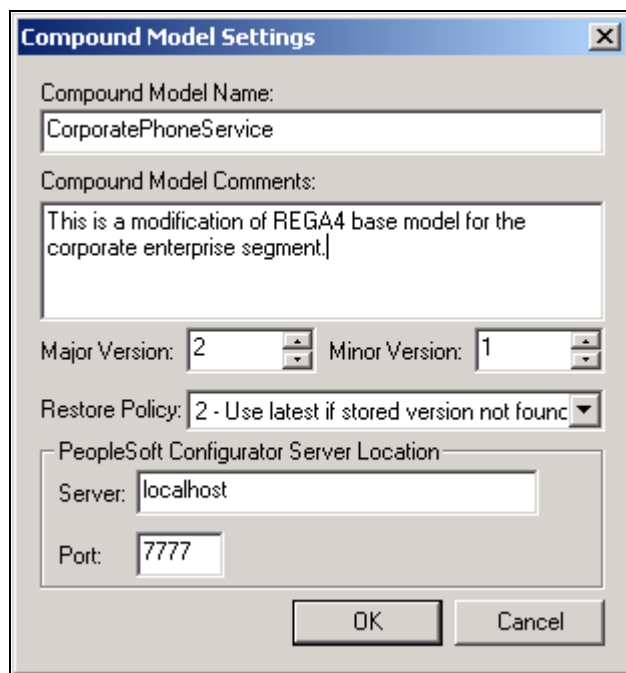 Compound Model Settings
Compound Model Name:
CorporatePhoneService
Compound Model Comments:
This is a modification of REGA4 base model for the
corporate enterprise segment.
Major Version: 2 Minor Version: 1
Restore Policy: 2 - Use latest if stored version not found
PeopleSoft Configurator Server Location
Server: localhost
Port: 7777
OK Cancel